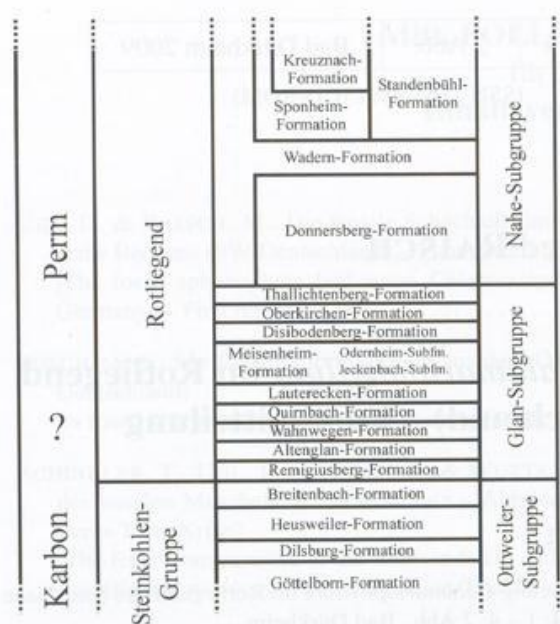 Perm
?
Karbon
Rotliegend
Steinkohlen-
Gruppe
Kreuznach-
Formation
Standenbühl-
Formation
Sponheim-
Formation
Wadern-Formation
Donnersberg-Formation
Thallichtenberg-Formation
Oberkirchen-Formation
Disibodenberg-Formation
Meisenheim- Odernheim-Subfm.
Formation Jeckenbach-Subfm.
Lauterecken-Formation
Quirnbach-Formation
Wahnwegen-Formation
Altenglan-Formation
Remigiusberg-Formation
Breitenbach-Formation
Heusweiler-Formation
Dilsburg-Formation
Göttelborn-Formation
Nahe-Subgruppe
Glan-Subgruppe
Ottweiler-
Subgruppe